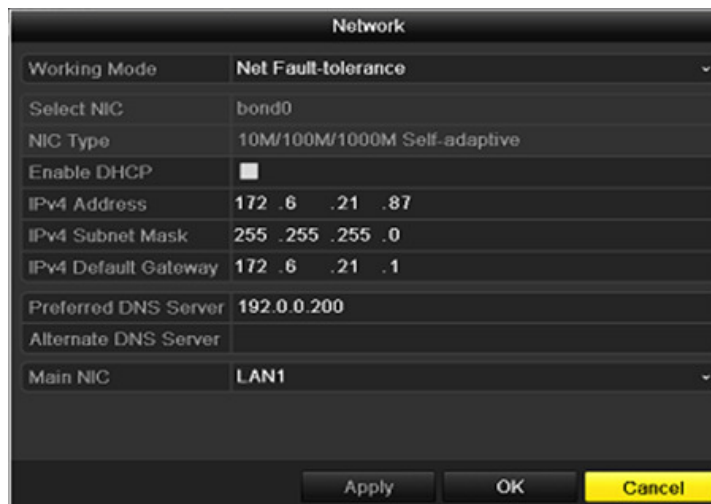 Network
Working Mode Net Fault-tolerance
Select NIC bond0
NIC Type 10M/100M/1000M Self-adaptive
Enable DHCP
IPv4 Address 172 .6 .21 .87
IPv4 Subnet Mask 255 .255 .255 .0
IPv4 Default Gateway 172 .6 .21 .1
Preferred DNS Server 192.0.0.200
Alternate DNS Server
Main NIC LAN1
Apply OK Cancel